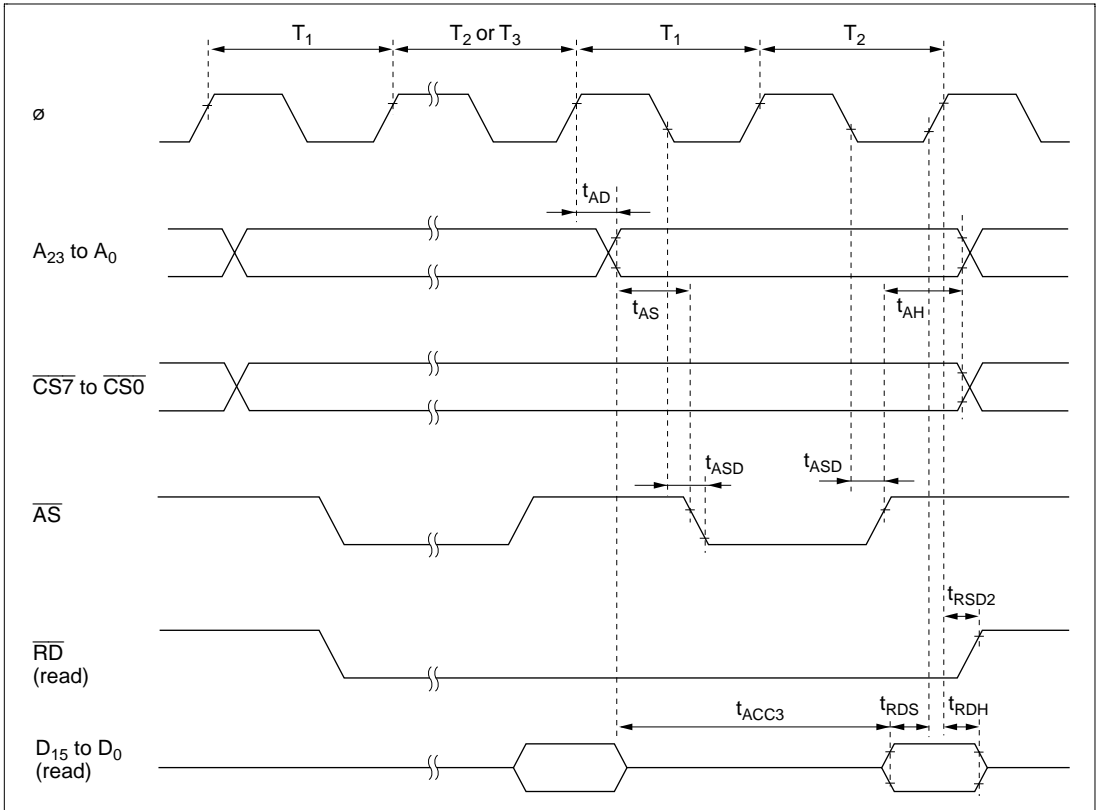 T1 T2 or T3 T1 T2
ø
tAD
A23 to A0
tAS tAH
CS7 to CS0
tASD tASD
AS
tRSD2
RD
(read)
tACC3 tRDS tRDH
D15 to D0
(read)